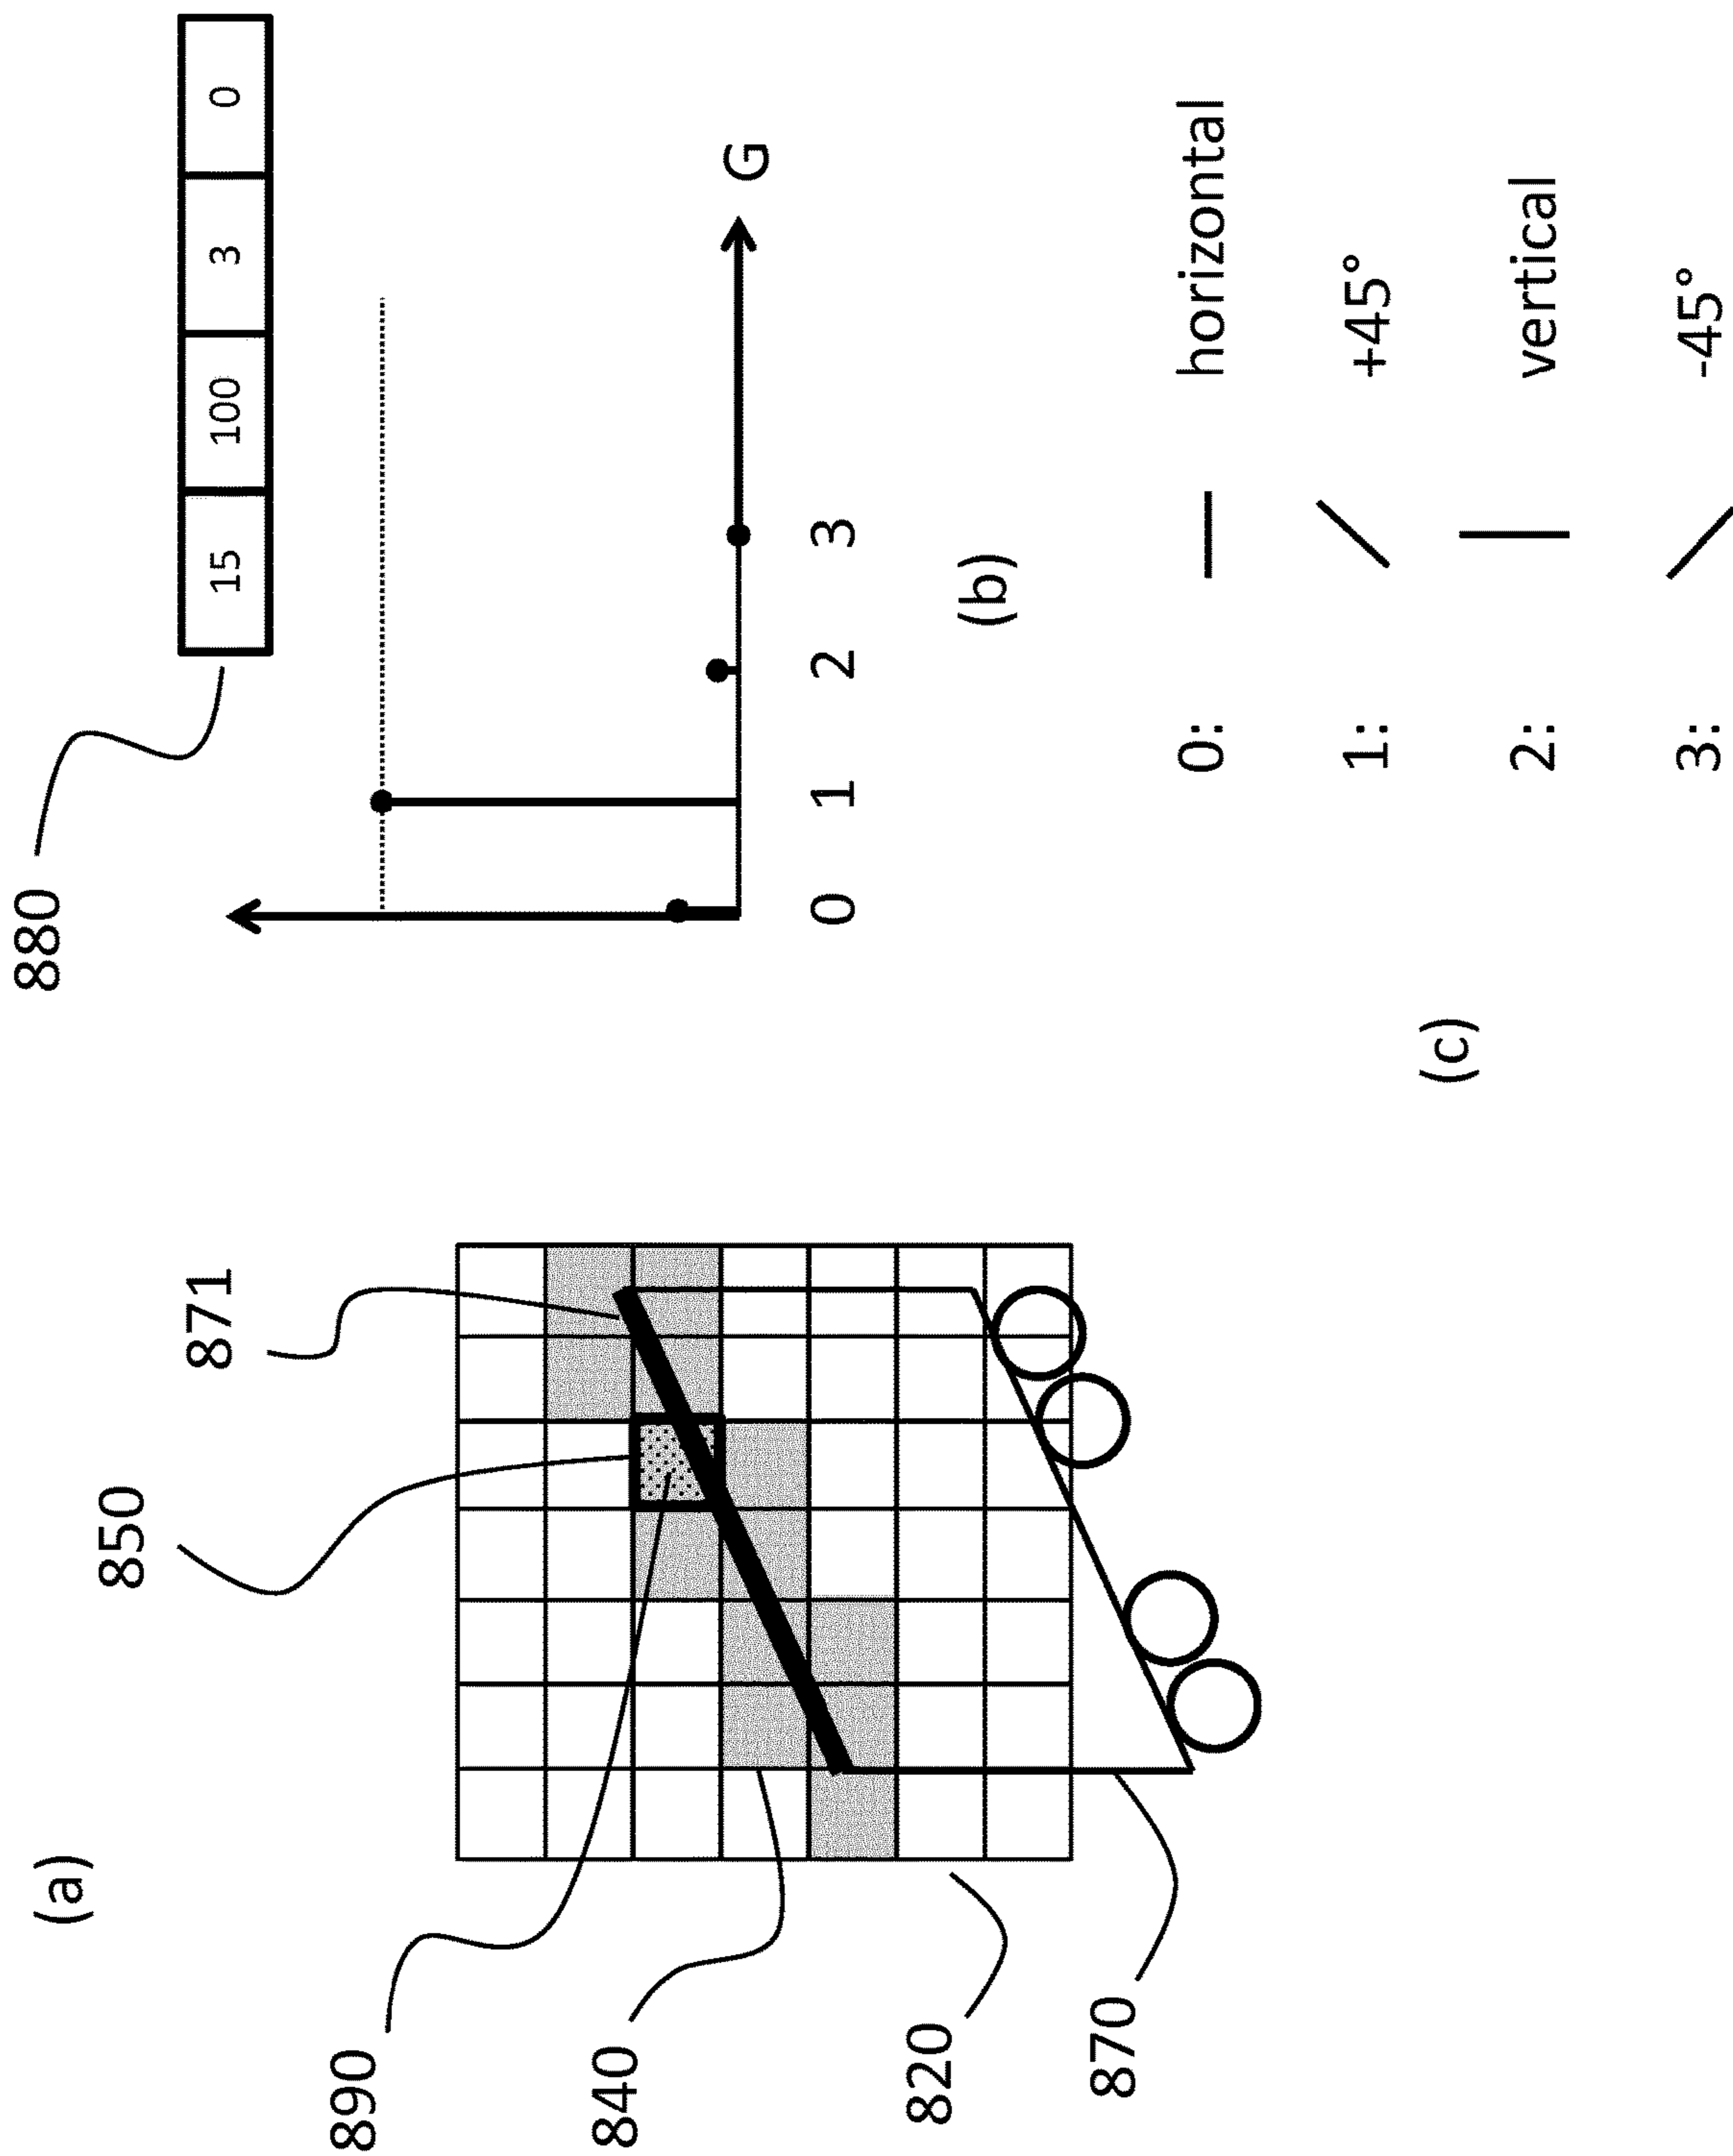 (a)
890
840
820
870
850
871
880
15 100 3 0
G
0 1 2 3
(b)
0: horizontal
1: +45°
2: vertical
3: -45°
(c)